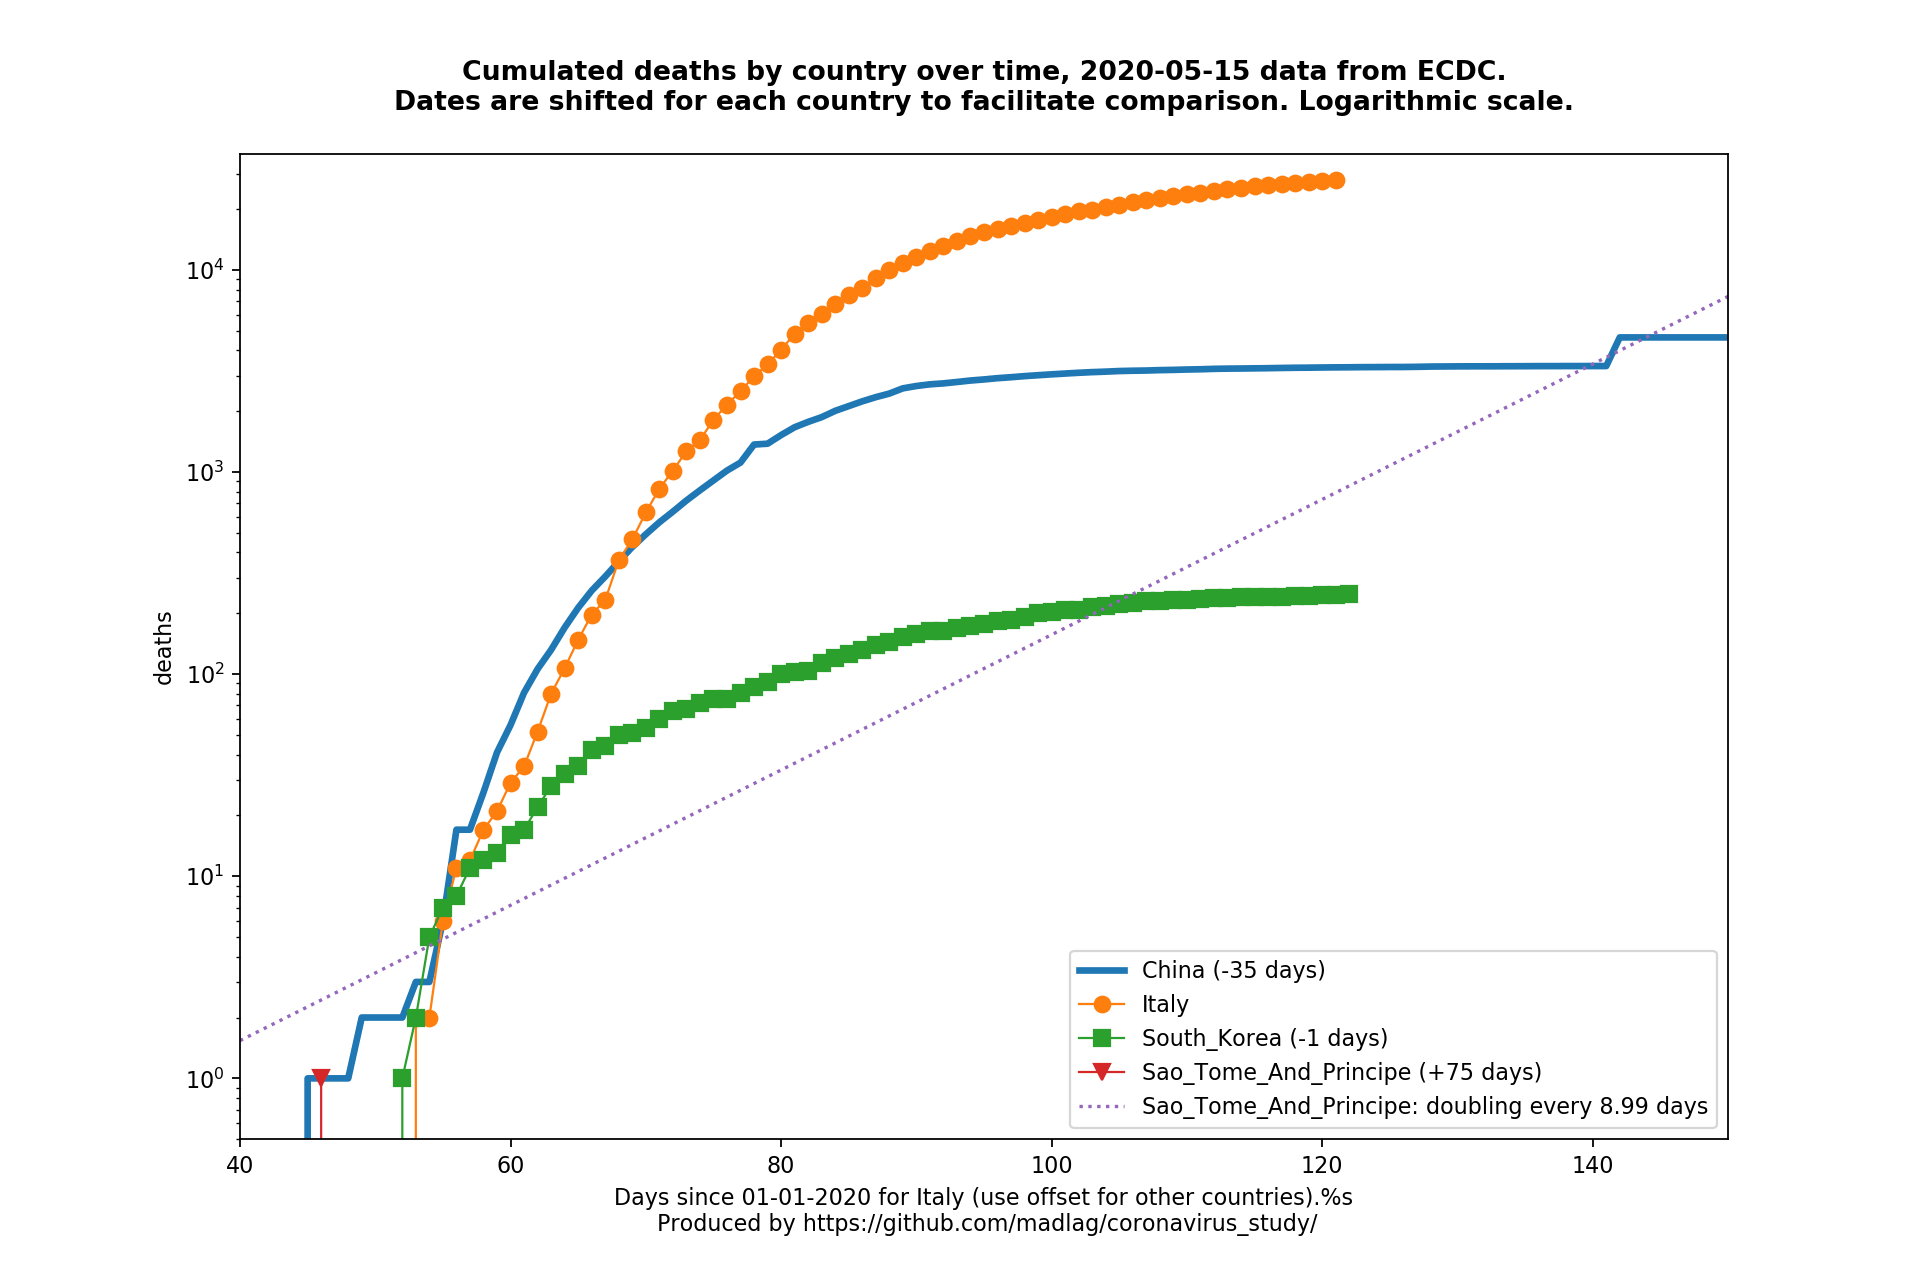 Cumulated deaths by country over time, 2020-05-15 data from ECDC.
Dates are shifted for each country to facilitate comparison. Logarithmic scale.
10^4
10^3
10^2
10^1
10^0
deaths
China (-35 days)
Italy
South_Korea (-1 days)
Sao_Tome_And_Principe (+75 days)
Sao_Tome_And_Principe: doubling every 8.99 days
40 60 80 100 120 140
Days since 01-01-2020 for Italy (use offset for other countries).%s
Produced by https://github.com/madlag/coronavirus_study/